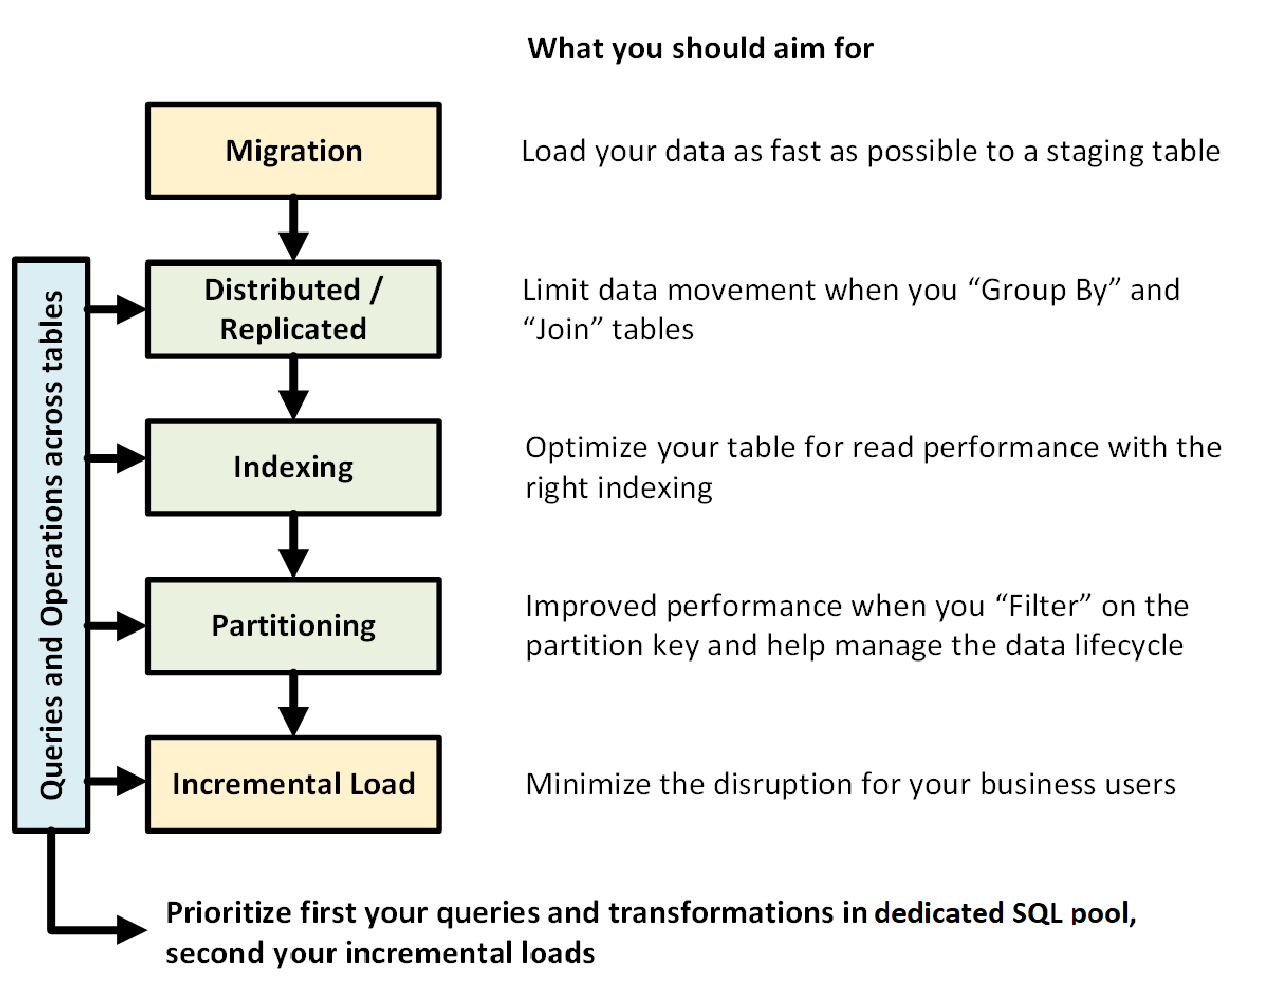 What you should aim for
Migration
Load your data as fast as possible to a staging table
Queries and Operations across tables
Distributed /
Replicated
Limit data movement when you “Group By” and
“Join” tables
Indexing
Optimize your table for read performance with the
right indexing
Partitioning
Improved performance when you “Filter” on the
partition key and help manage the data lifecycle
Incremental Load
Minimize the disruption for your business users
Prioritize first your queries and transformations in dedicated SQL pool,
second your incremental loads